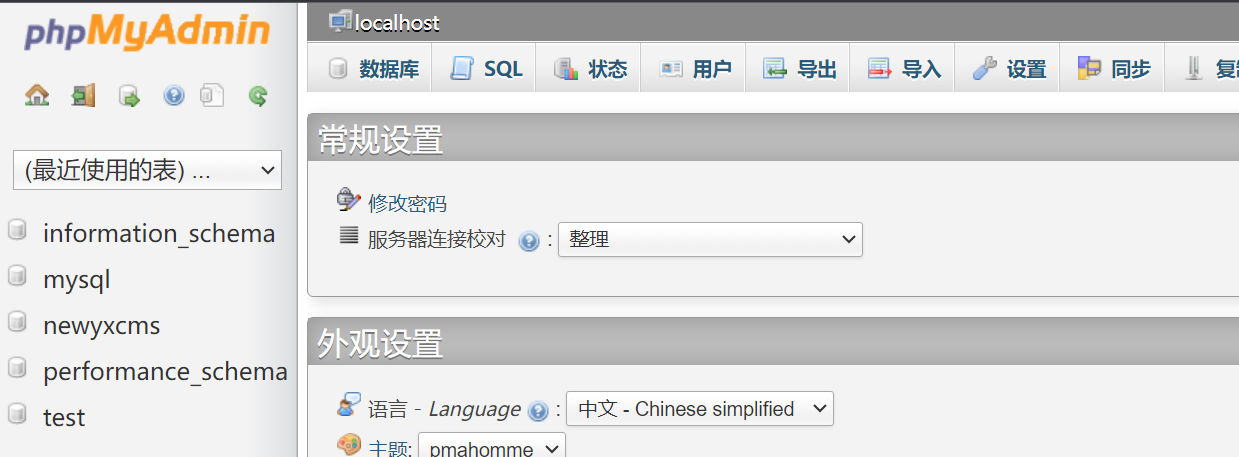 phpMyAdmin
(最近使用的表) ...
information_schema
mysql
newyxcms
performance_schema
test
localhost
数据库 SQL 状态 用户 导出 导入 设置 同步
常规设置
修改密码
服务器连接校对 : 整理
外观设置
语言 - Language : 中文 - Chinese simplified
主题: pmahomme